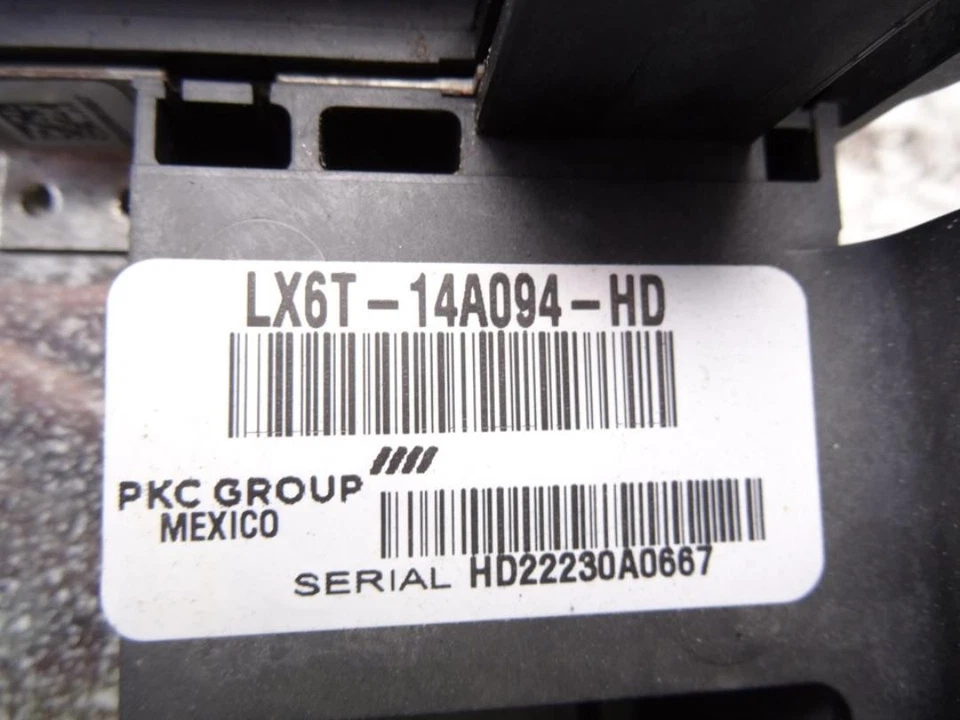 LX6T-14A094-HD
PKC GROUP
MEXICO
SERIAL HD22230A0667